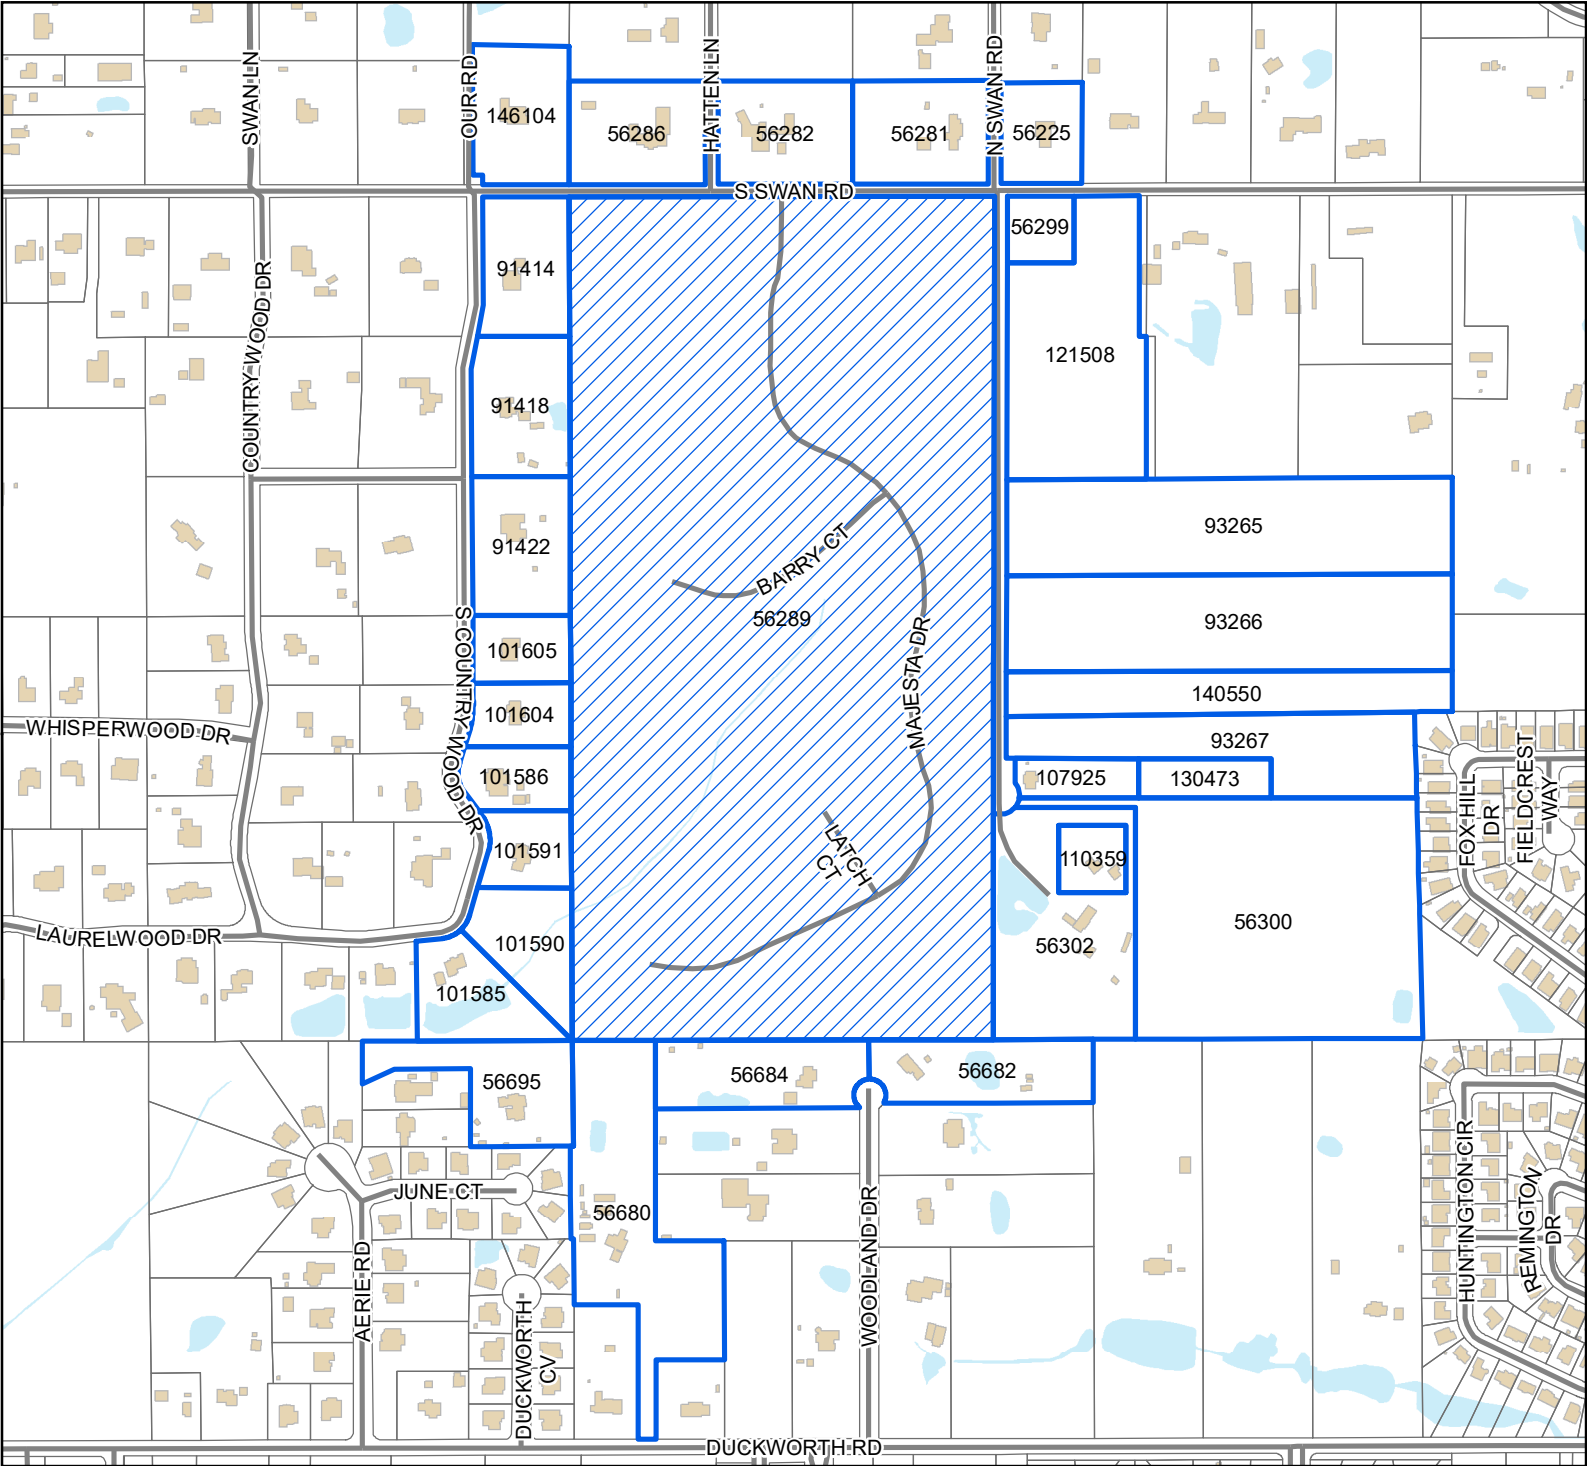 SWAN LN
OUR RD
HATTEN LN
N SWAN RD
146104
56286
56282
56281
56225
S SWAN RD
56299
91414
COUNTRY WOOD DR
121508
91418
93265
91422
BARRY CT
56289
93266
S COUNTRY WOOD DR
101605
MAJESTA DR
140550
101604
WHISPERWOOD DR
93267
101586
107925
130473
FOX HILL
DR
FIELDCREST
WAY
101591
LATCH
CT
110359
56300
LAURELWOOD DR
101590
56302
101585
56695
56684
56682
JUNE CT
56680
AERIE RD
WOODLAND DR
HUNTINGTON CIR
REMINGTON
DR
DUCKWORTH
CV
DUCKWORTH RD